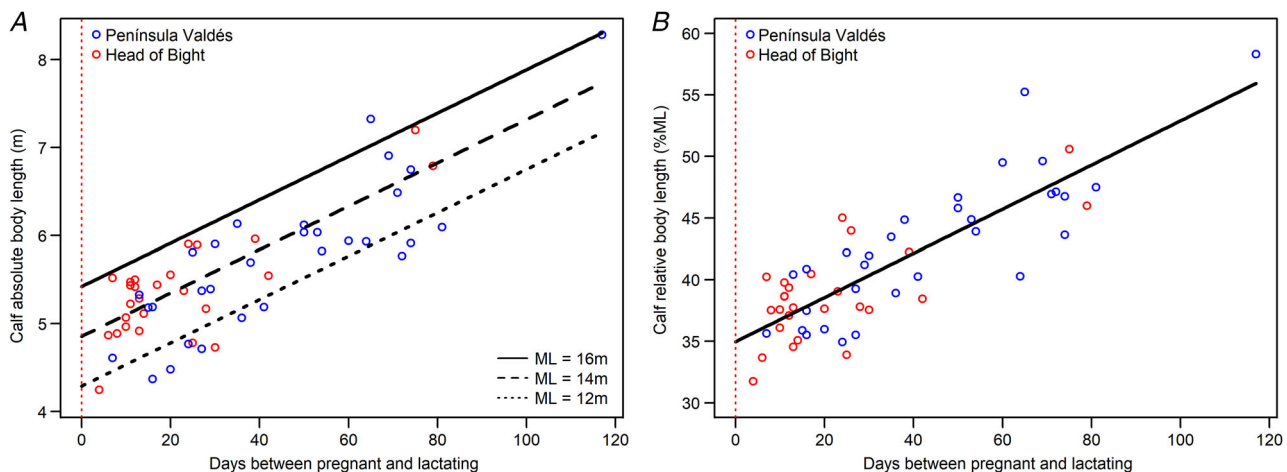 A
Península Valdés
Head of Bight
Calf absolute body length (m)
8
7
6
5
4
ML = 16m
ML = 14m
ML = 12m
0 20 40 60 80 100 120
Days between pregnant and lactating
B
Península Valdés
Head of Bight
Calf relative body length (%ML)
60
55
50
45
40
35
30
0 20 40 60 80 100 120
Days between pregnant and lactating